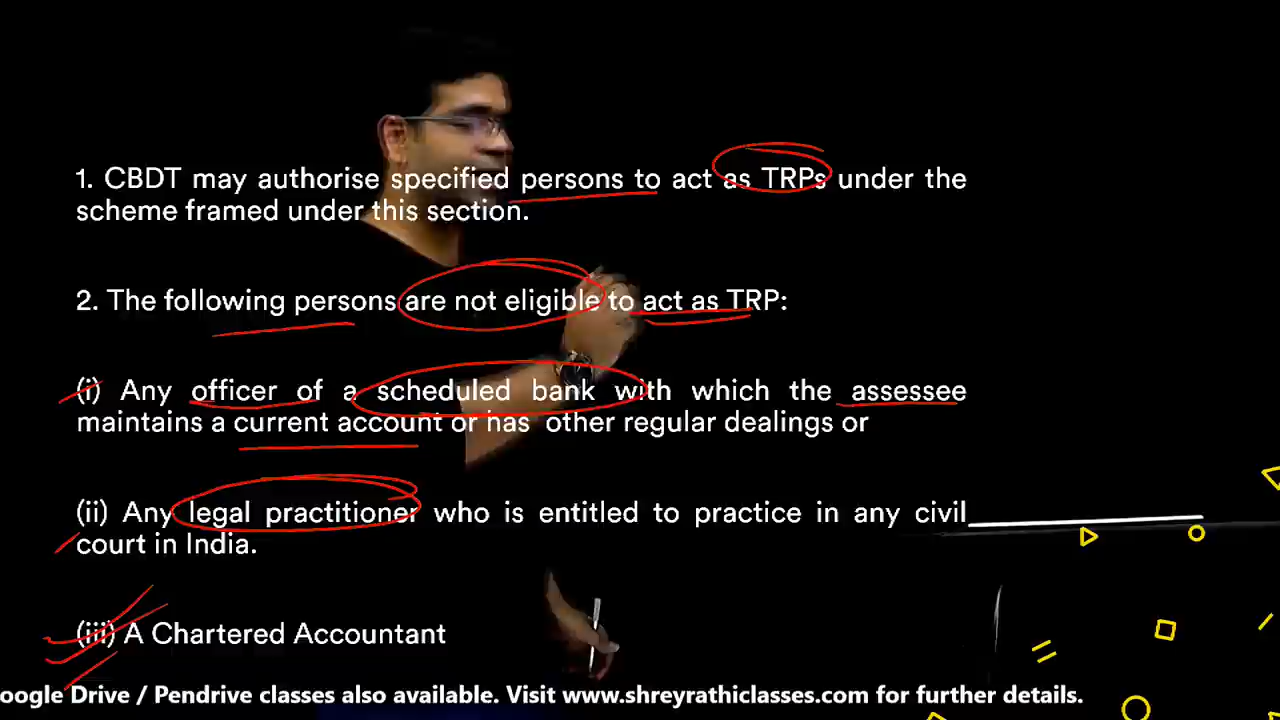 1. CBDT may authorise specified persons to act as TRPs under the
scheme framed under this section.
2. The following persons are not eligible to act as TRP:
(i) Any officer of a scheduled bank with which the assessee
maintains a current account or has other regular dealings or
(ii) Any legal practitioner who is entitled to practice in any civil
court in India.
(iii) A Chartered Accountant
oogle Drive / Pendrive classes also available. Visit www.shreyrathiclasses.com for further details.